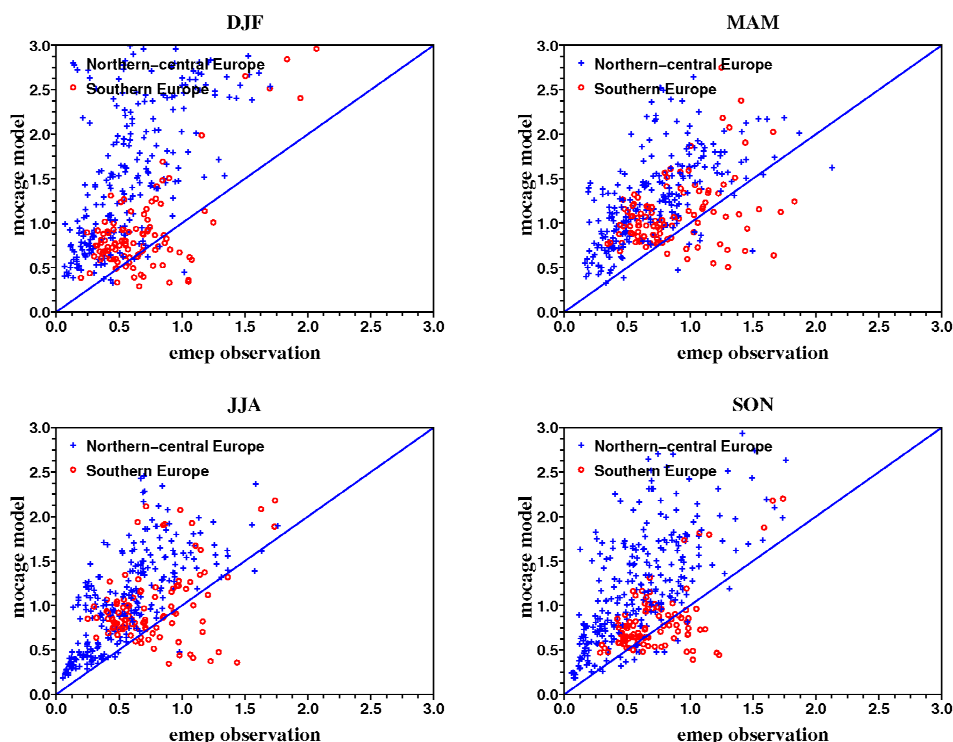 DJF
3.0
2.5
2.0
1.5
1.0
0.5
0.0
mocage model
Northern−central Europe
Southern Europe
0.0 0.5 1.0 1.5 2.0 2.5 3.0
emep observation
MAM
3.0
2.5
2.0
1.5
1.0
0.5
0.0
mocage model
Northern−central Europe
Southern Europe
0.0 0.5 1.0 1.5 2.0 2.5 3.0
emep observation
JJA
3.0
2.5
2.0
1.5
1.0
0.5
0.0
mocage model
Northern−central Europe
Southern Europe
0.0 0.5 1.0 1.5 2.0 2.5 3.0
emep observation
SON
3.0
2.5
2.0
1.5
1.0
0.5
0.0
mocage model
Northern−central Europe
Southern Europe
0.0 0.5 1.0 1.5 2.0 2.5 3.0
emep observation